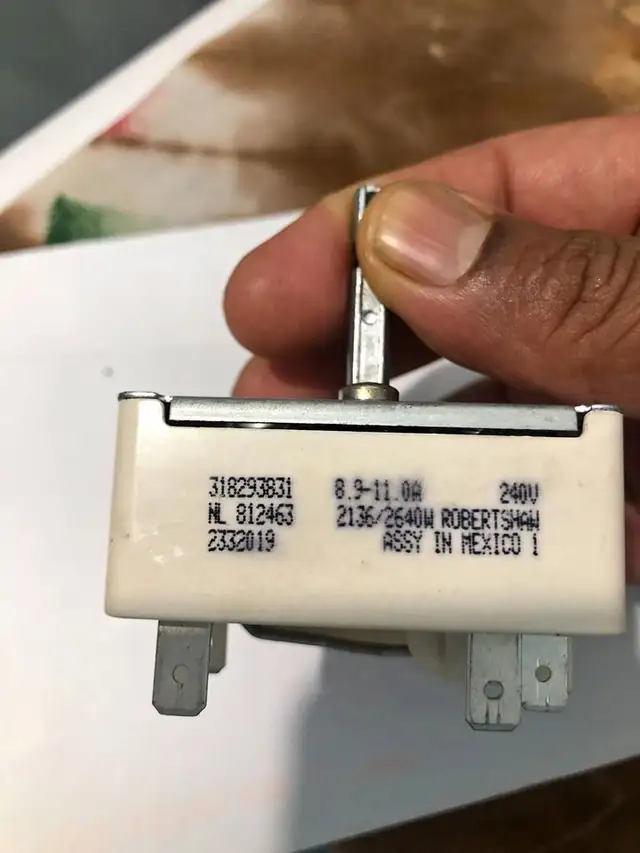 318293831 8.9-11.0A 240V
NL 812463 2136/2640W ROBERTSHAW
2332019 ASSY IN MEXICO 1